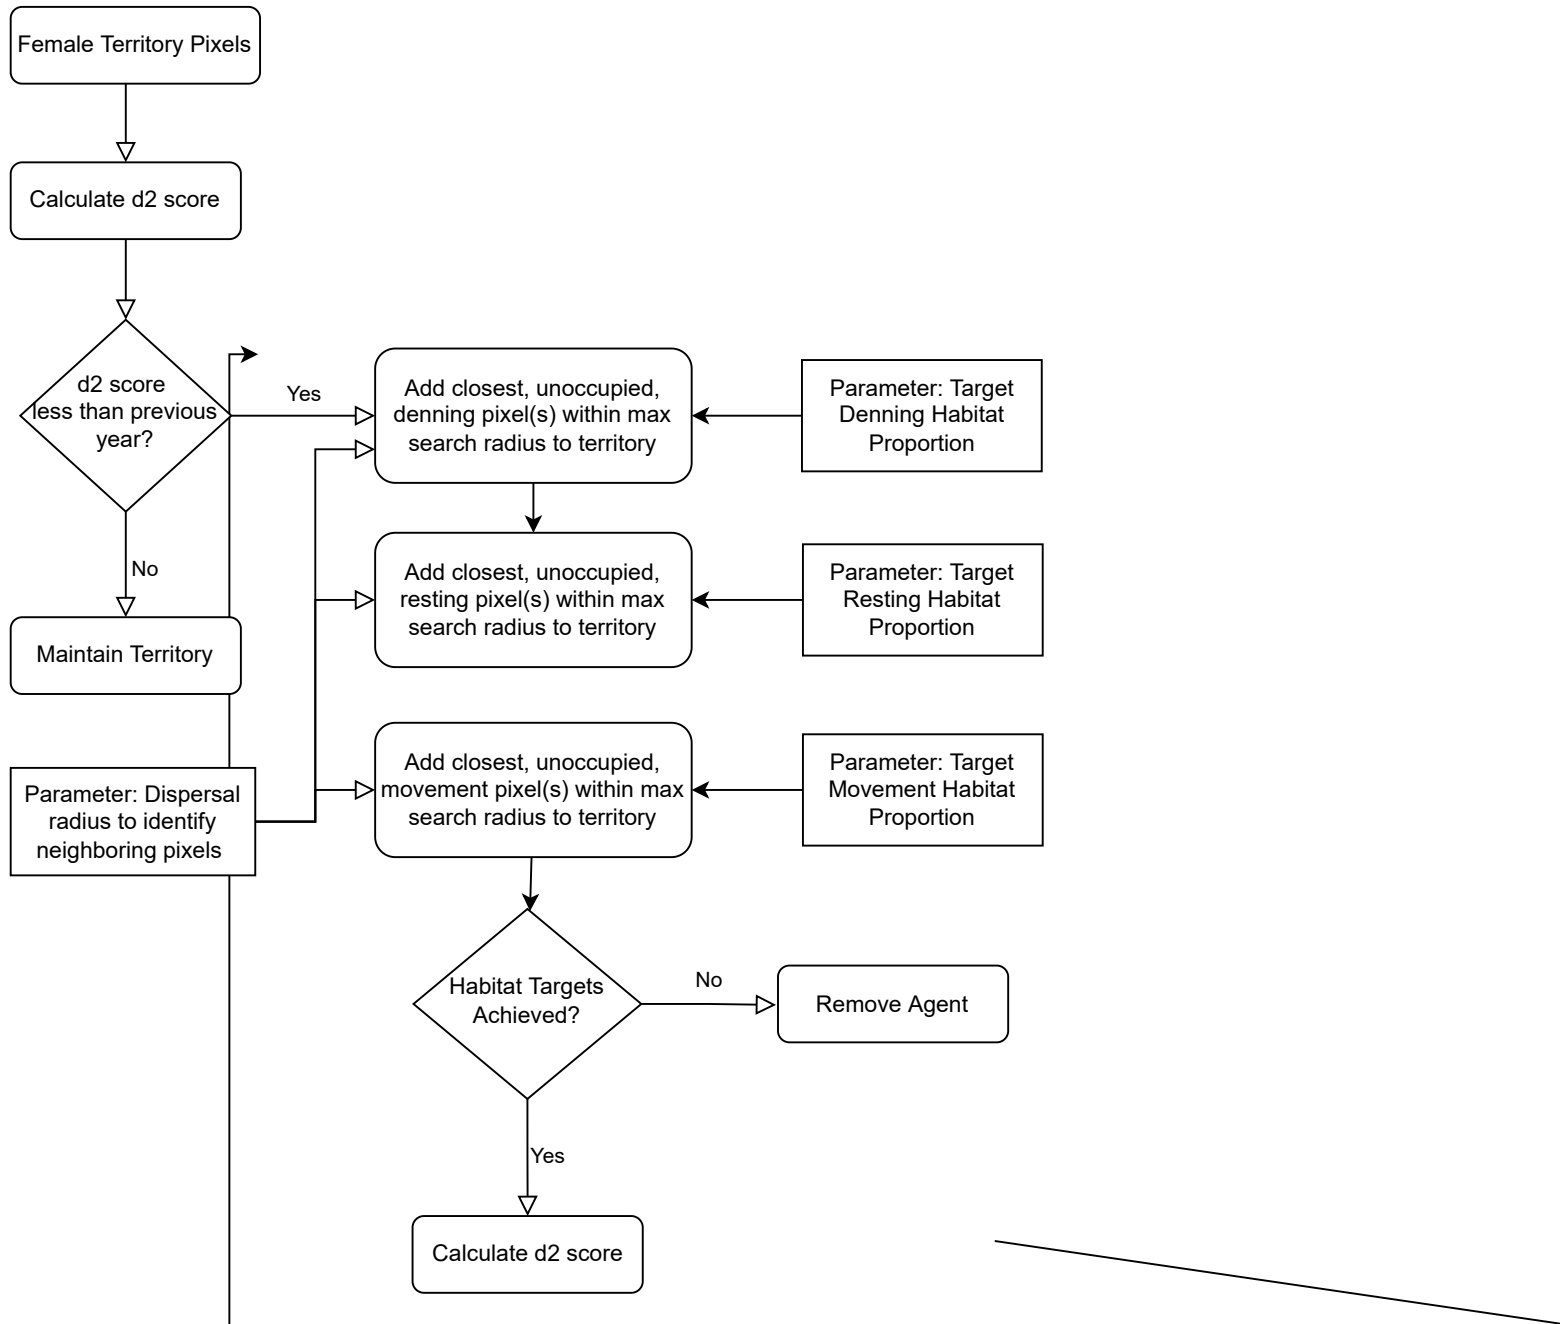 Female Territory Pixels
Calculate d2 score
d2 score
less than previous
year?
Yes
No
Maintain Territory
Parameter: Dispersal
radius to identify
neighboring pixels
Add closest, unoccupied,
denning pixel(s) within max
search radius to territory
Parameter: Target
Denning Habitat
Proportion
Add closest, unoccupied,
resting pixel(s) within max
search radius to territory
Parameter: Target
Resting Habitat
Proportion
Add closest, unoccupied,
movement pixel(s) within max
search radius to territory
Parameter: Target
Movement Habitat
Proportion
Habitat Targets
Achieved?
No
Remove Agent
Yes
Calculate d2 score